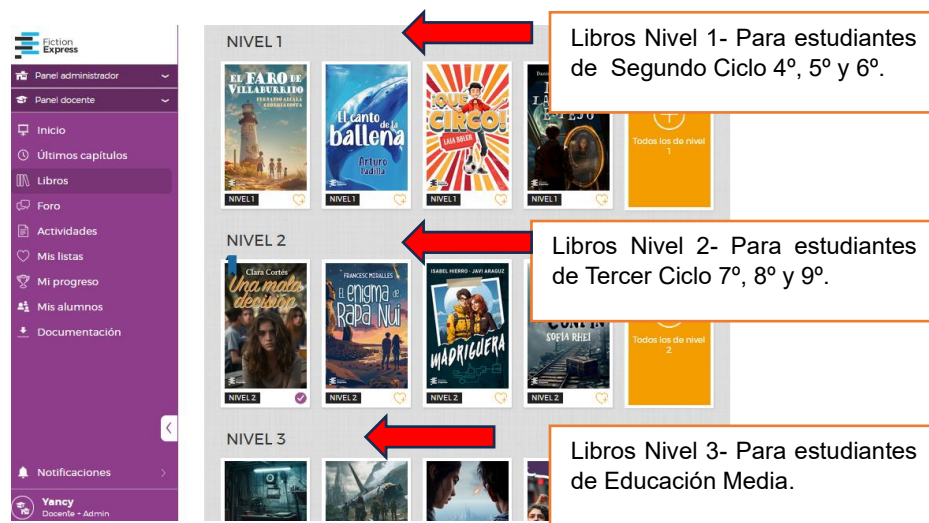 Fiction
Express
Panel administrador
Panel docente
Inicio
Últimos capítulos
Libros
Foro
Actividades
Mis listas
Mi progreso
Mis alumnos
Documentación
Notificaciones
Yancy
Docente - Admin
NIVEL 1
Libros Nivel 1- Para estudiantes
de Segundo Ciclo 4º, 5º y 6º.
EL FARO DE
VILLABURRIDO
FERNANDO ALCALÁ
El canto
de la
ballena
Arturo
Padilla
¡QUÉ
CIRCO!
LAIA SOLER
ESPEJO
Todos los de nivel
1
NIVEL 1
NIVEL 1
NIVEL 1
NIVEL 1
NIVEL 2
Libros Nivel 2- Para estudiantes
de Tercer Ciclo 7º, 8º y 9º.
Clara Cortés
Una mala
decisión
FRANCESC MIRALLES
El enigma de
Rapa Nui
ISABEL HIERRO - JAVI ARAGUZ
MADRIGUERA
CONFÍN
SOFÍA RHEI
Todos los de nivel
2
NIVEL 2
NIVEL 2
NIVEL 2
NIVEL 2
NIVEL 3
Libros Nivel 3- Para estudiantes
de Educación Media.